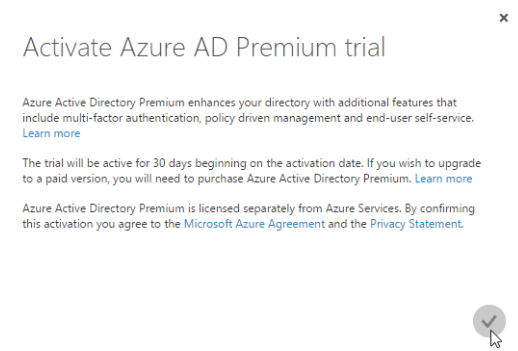 Activate Azure AD Premium trial
Azure Active Directory Premium enhances your directory with additional features that
include multi-factor authentication, policy driven management and end-user self-service.
Learn more
The trial will be active for 30 days beginning on the activation date. If you wish to upgrade
to a paid version, you will need to purchase Azure Active Directory Premium. Learn more
Azure Active Directory Premium is licensed separately from Azure Services. By confirming
this activation you agree to the Microsoft Azure Agreement and the Privacy Statement.